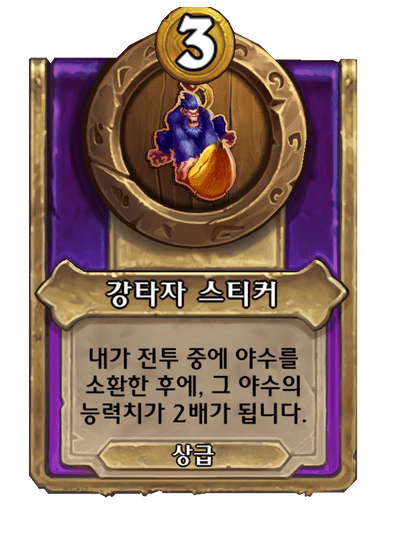 3
강타자 스티커
내가 전투 중에 야수를
소환한 후에, 그 야수의
능력치가 2배가 됩니다.
상급